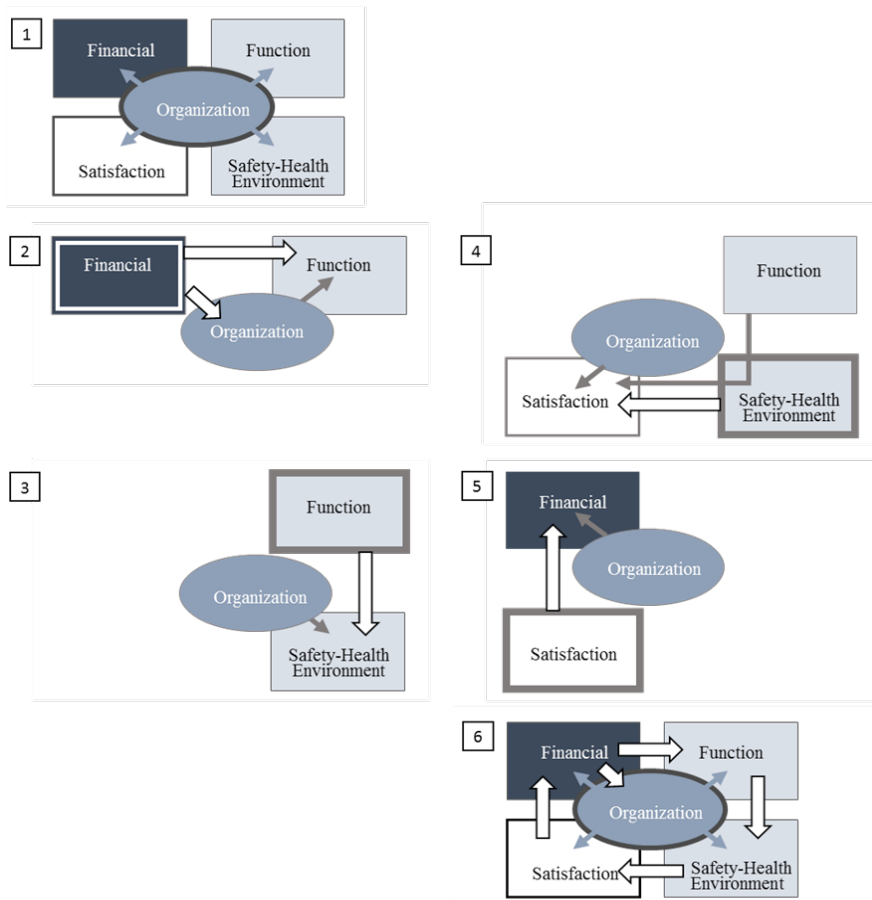 1
Financial
Function
Organization
Satisfaction
Safety-Health
Environment
2
Financial
Function
Organization
3
Function
Organization
Safety-Health
Environment
4
Function
Organization
Satisfaction
Safety-Health
Environment
5
Financial
Organization
Satisfaction
6
Financial
Function
Organization
Satisfaction
Safety-Health
Environment